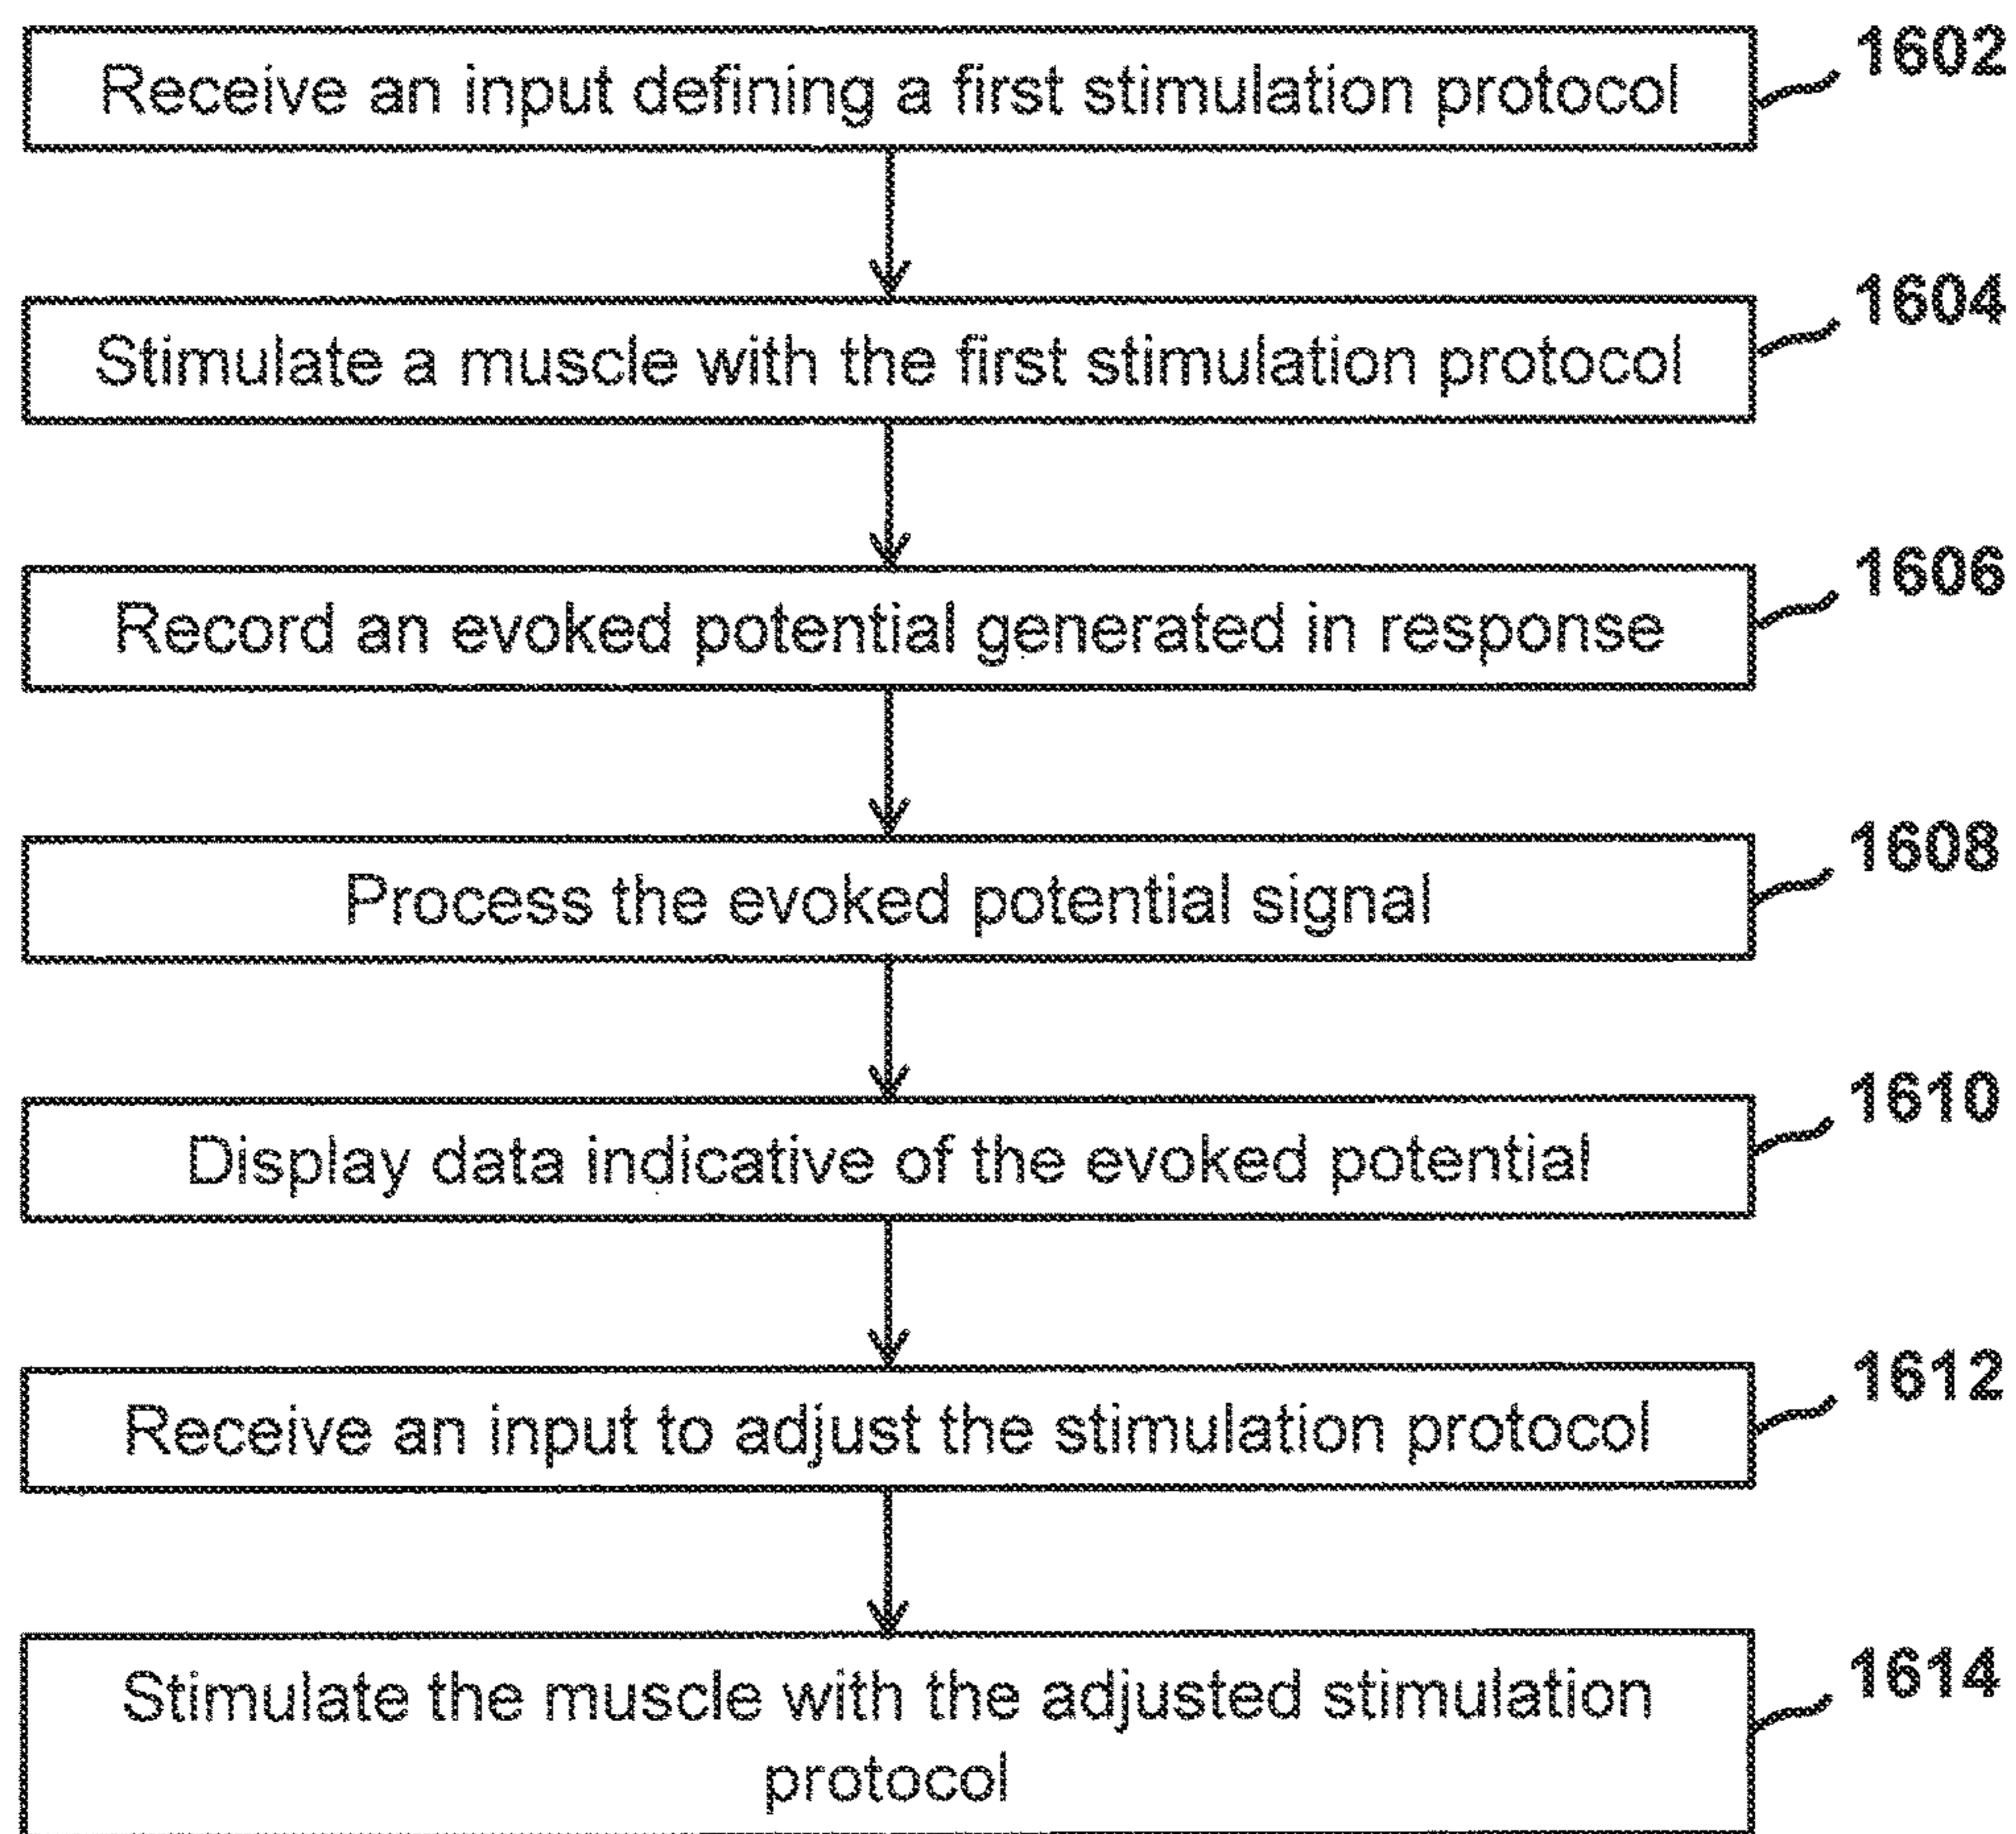 Receive an input defining a first stimulation protocol
1602
Stimulate a muscle with the first stimulation protocol
1604
Record an evoked potential generated in response
1606
Process the evoked potential signal
1608
Display data indicative of the evoked potential
1610
Receive an input to adjust the stimulation protocol
1612
Stimulate the muscle with the adjusted stimulation
protocol
1614